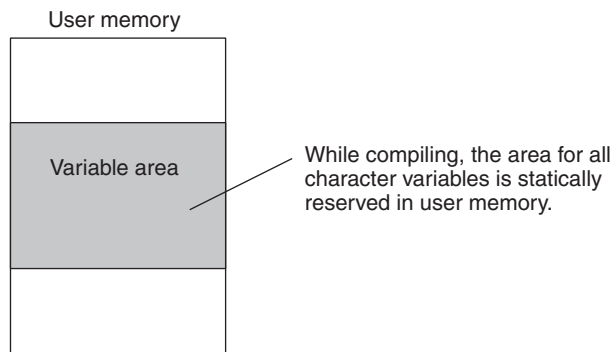 User memory
Variable area
While compiling, the area for all
character variables is statically
reserved in user memory.